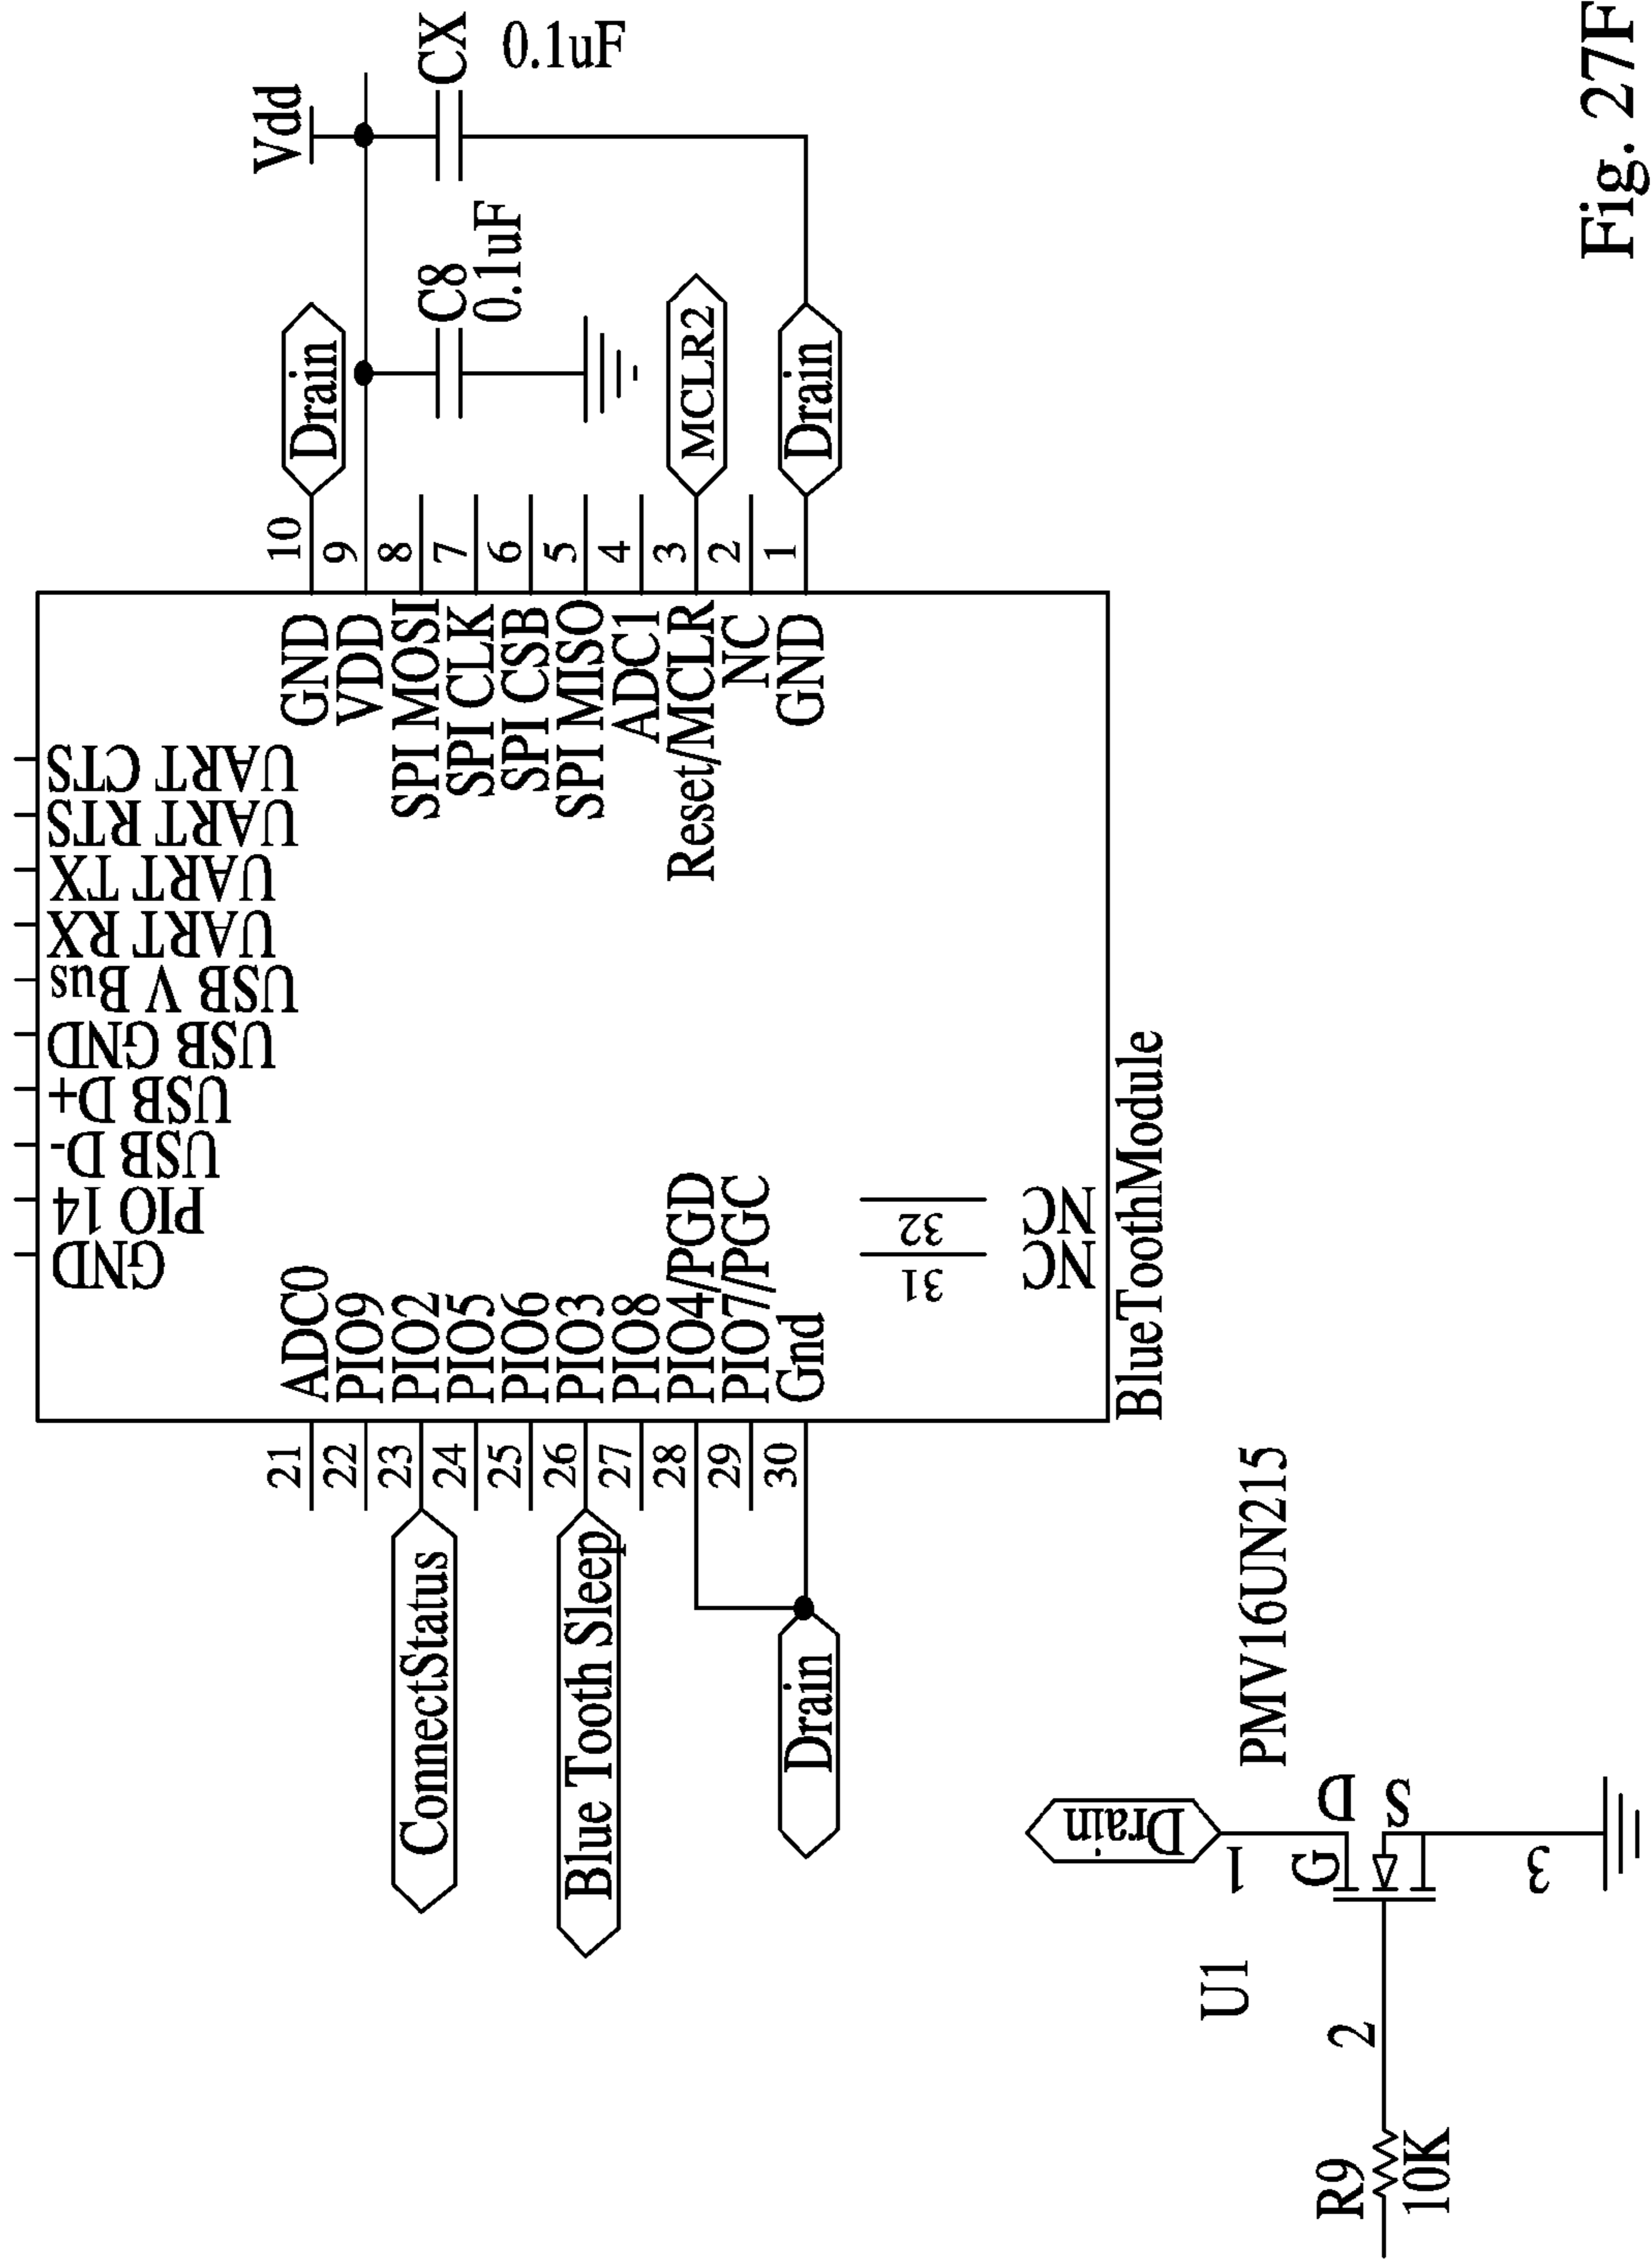 Fig. 27F
Vdd
CX
0.1uF
C8
0.1uF
Drain
MCLR2
Drain
10
9
8
7
6
5
4
3
2
1
GND
VDD
SPI MOSI
SPI CLK
SPI CSB
SPI MISO
ADC1
Reset/MCLR
NC
GND
UART CTS
UART RTS
UART TX
UART RX
USB V Bus
USB GND
USB D+
USB D-
PIO 14
GND
ADC0
PIO9
PIO2
PIO5
PIO6
PIO3
PIO8
PIO4/PGD
PIO7/PGC
Gnd
32
NC
31
NC
BlueToothModule
21
22
23
24
25
26
27
28
29
30
ConnectStatus
Blue Tooth Sleep
Drain
PMV16UN215
Drain
1
G
D
S
3
U1
2
R9
10K